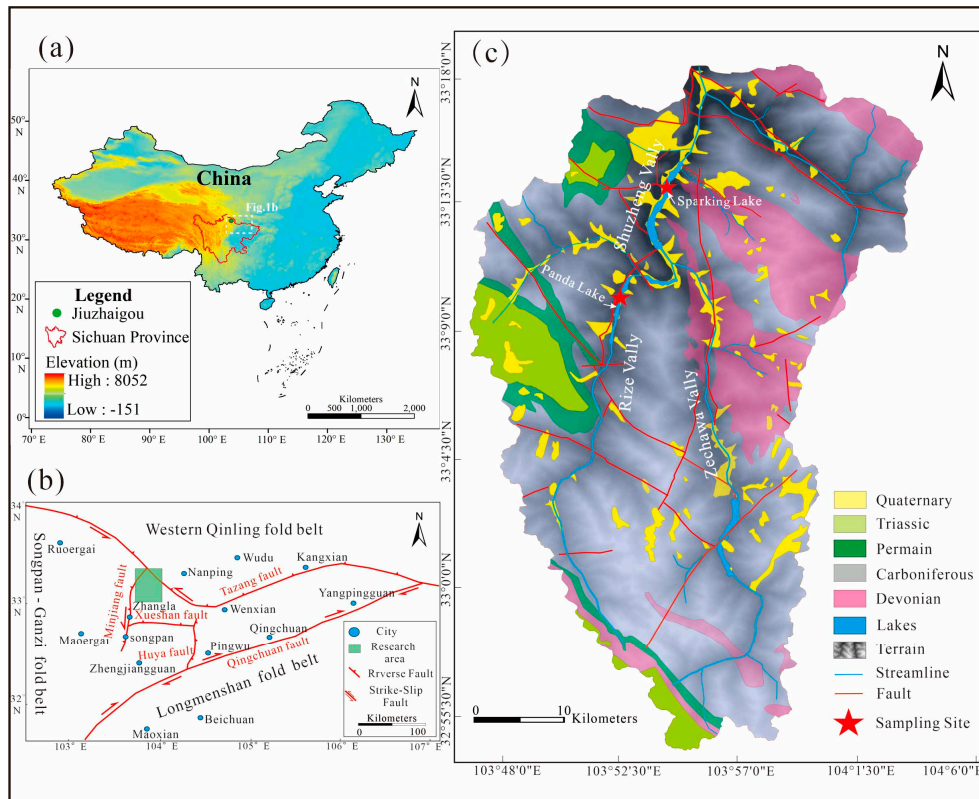 (a)
N
50°
N
40°
N
30°
N
20°
N
10°
N
0°
N
China
Fig.1b
Legend
Jiuzhaigou
Sichuan Province
Elevation (m)
High : 8052
Low : -151
Kilometers
0 500 1,000 2,000
70°E 80°E 90°E 100°E 110°E 120°E 130°E
(b)
34
N
33
N
32
N
Songpan - Ganzi fold belt
Western Qinling fold belt
N
Ruoergai
Wudu
Kangxian
Nanping
Tazang fault
Minjiang fault
Zhangla
Xueshan fault
Wenxian
Yangpingguan
Maoergai
songpan
Qingchuan
Huya fault
Pingwu
Zhengjiangguan
Qingchuan fault
Longmenshan fold belt
Beichuan
Maoxian
City
Research
area
Rrverse Fault
Strike-Slip
Fault
Kilometers
0 100
103 °E 104 °E 105 °E 106 °E 107 °E
(c)
N
33°18'0"N
33°13'30"N
33°9'0"N
33°4'30"N
33°0'0"N
32°55'30"N
Shuzheng Vally
Sparking Lake
Panda Lake
Rize Vally
Zechawa Vally
Quaternary
Triassic
Permain
Carboniferous
Devonian
Lakes
Terrain
Streamline
Fault
Sampling Site
0 10
Kilometers
103°48'0"E 103°52'30"E 103°57'0"E 104°1'30"E 104°6'0"E